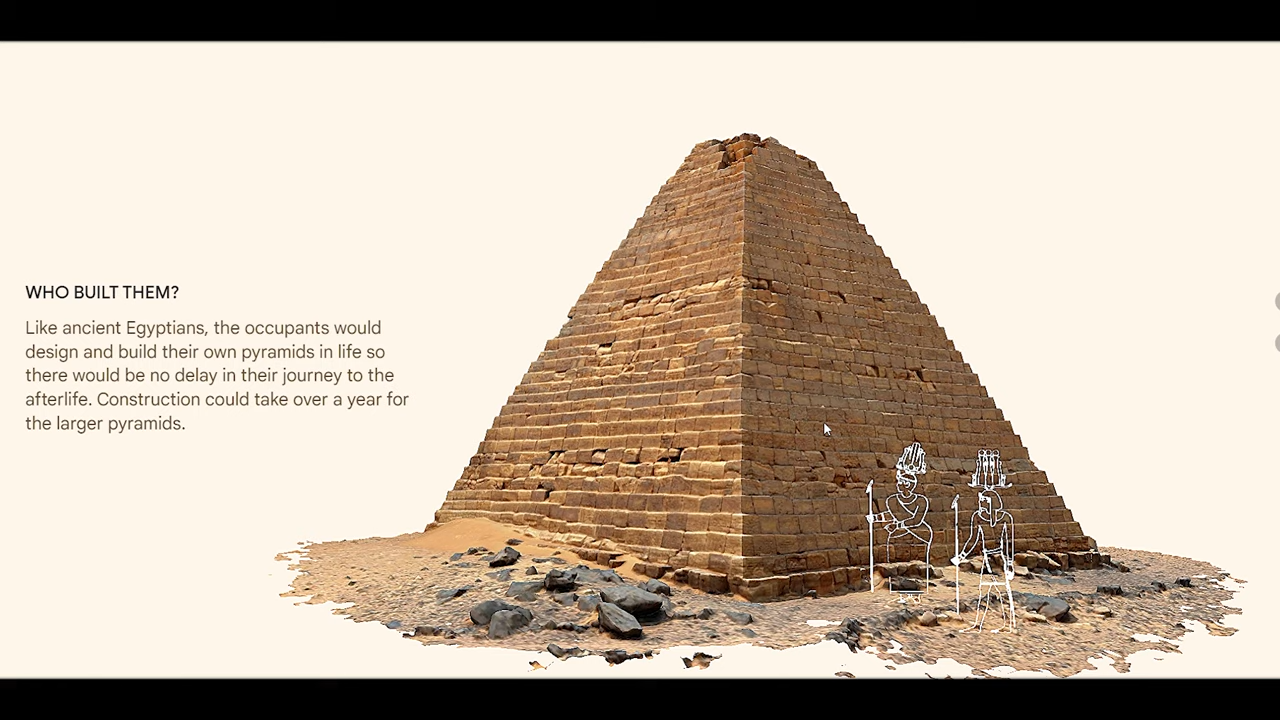 WHO BUILT THEM?
Like ancient Egyptians, the occupants would
design and build their own pyramids in life so
there would be no delay in their journey to the
afterlife. Construction could take over a year for
the larger pyramids.